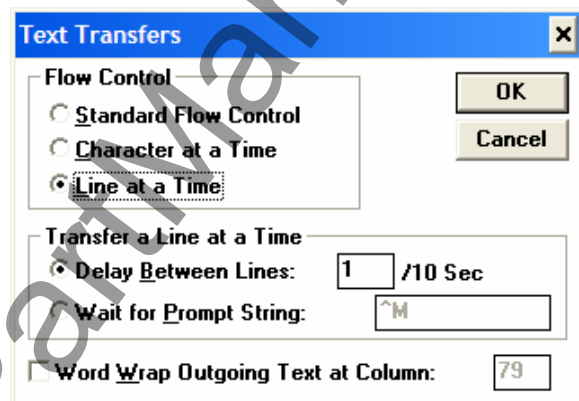 Text Transfers
Flow Control
Standard Flow Control
Character at a Time
Line at a Time
OK
Cancel
Transfer a Line at a Time
Delay Between Lines: 1 /10 Sec
Wait for Prompt String: ^M
Word Wrap Outgoing Text at Column: 79